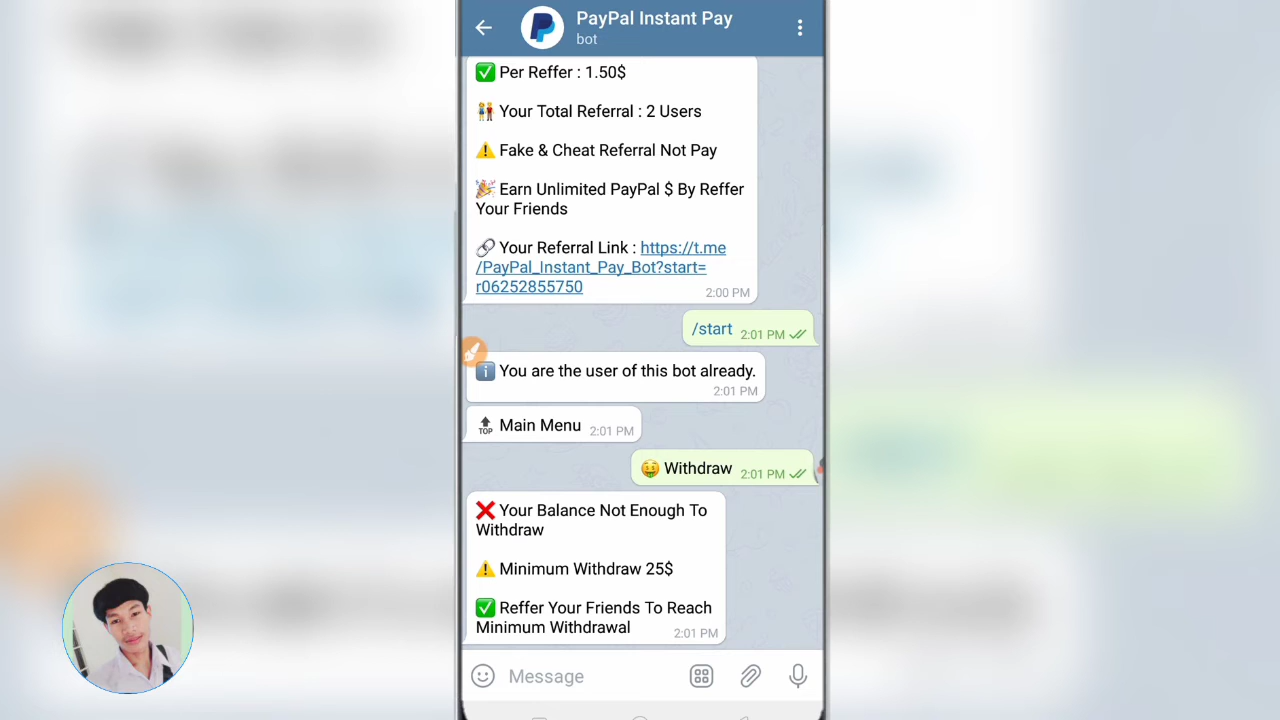 PayPal Instant Pay
bot
✅ Per Reffer : 1.50$
👫 Your Total Referral : 2 Users
⚠️ Fake & Cheat Referral Not Pay
🎉 Earn Unlimited PayPal $ By Reffer
Your Friends
🔗 Your Referral Link : https://t.me
/PayPal_Instant_Pay_Bot?start=
r06252855750
2:00 PM
/start 2:01 PM
ℹ️ You are the user of this bot already.
2:01 PM
🔝 Main Menu 2:01 PM
🤑 Withdraw 2:01 PM
❌ Your Balance Not Enough To
Withdraw
⚠️ Minimum Withdraw 25$
✅ Reffer Your Friends To Reach
Minimum Withdrawal 2:01 PM
Message